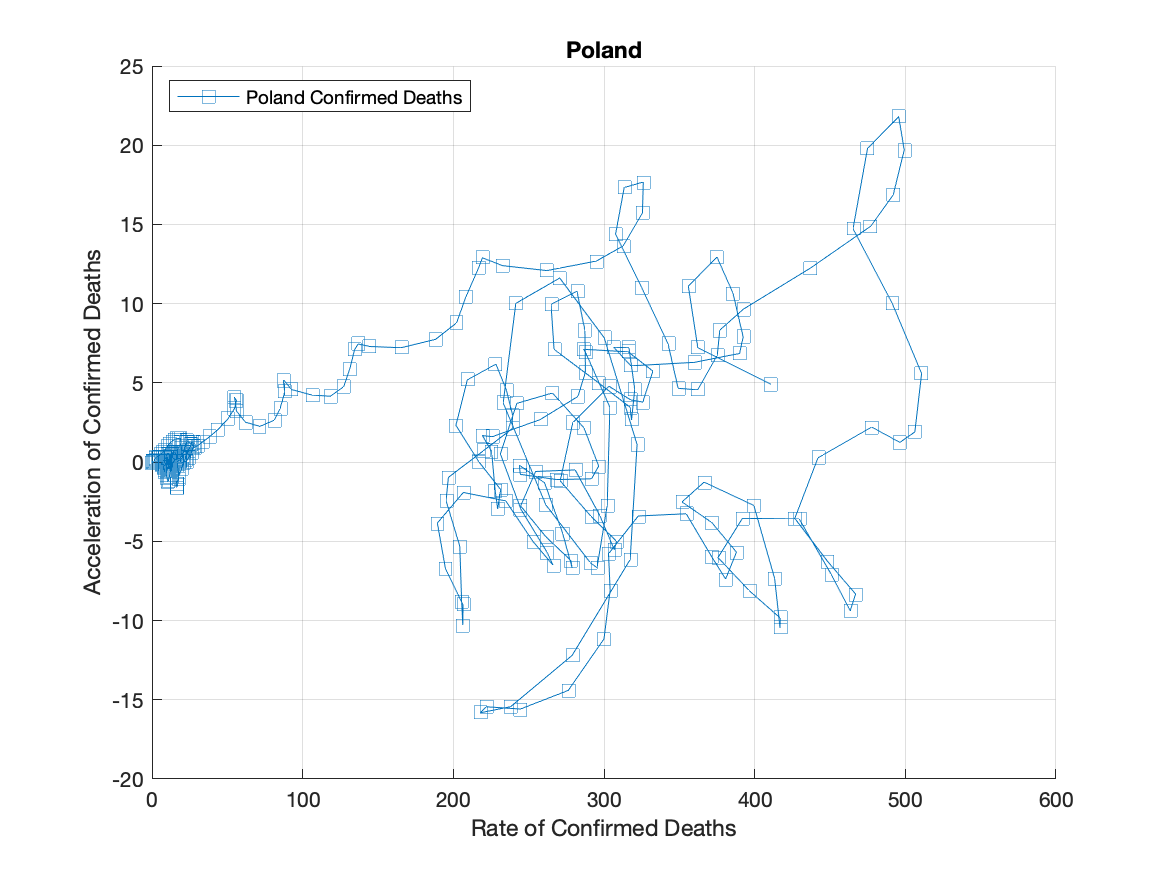 Poland
25
Poland Confirmed Deaths
20
15
10
5
0
-5
-10
-15
-20
Acceleration of Confirmed Deaths
0 100 200 300 400 500 600
Rate of Confirmed Deaths